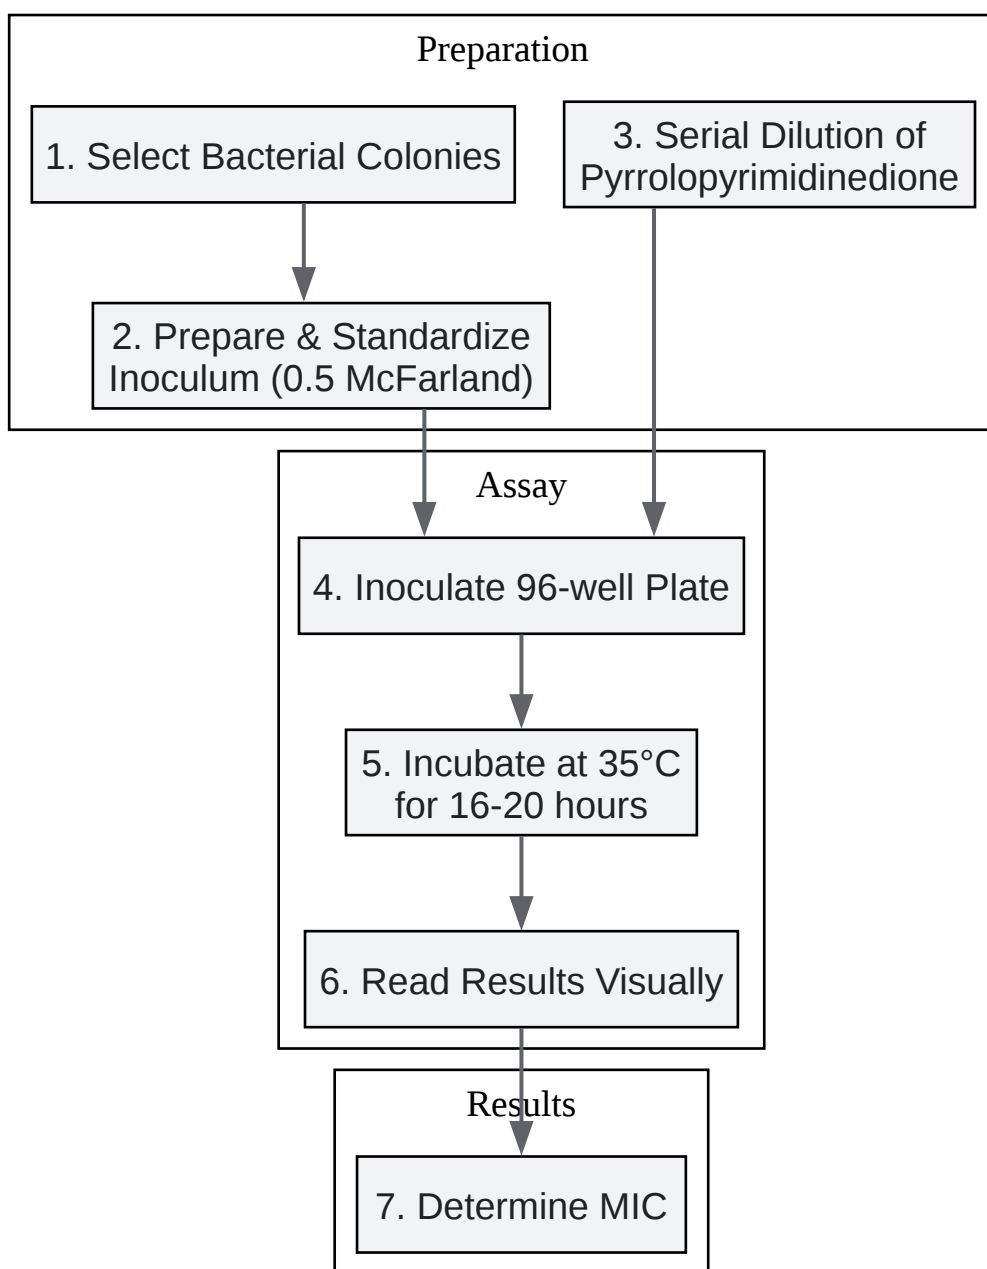 Preparation
1. Select Bacterial Colonies
3. Serial Dilution of
Pyrrolopyrimidinedione
2. Prepare & Standardize
Inoculum (0.5 McFarland)
Assay
4. Inoculate 96-well Plate
5. Incubate at 35°C
for 16-20 hours
6. Read Results Visually
Results
7. Determine MIC